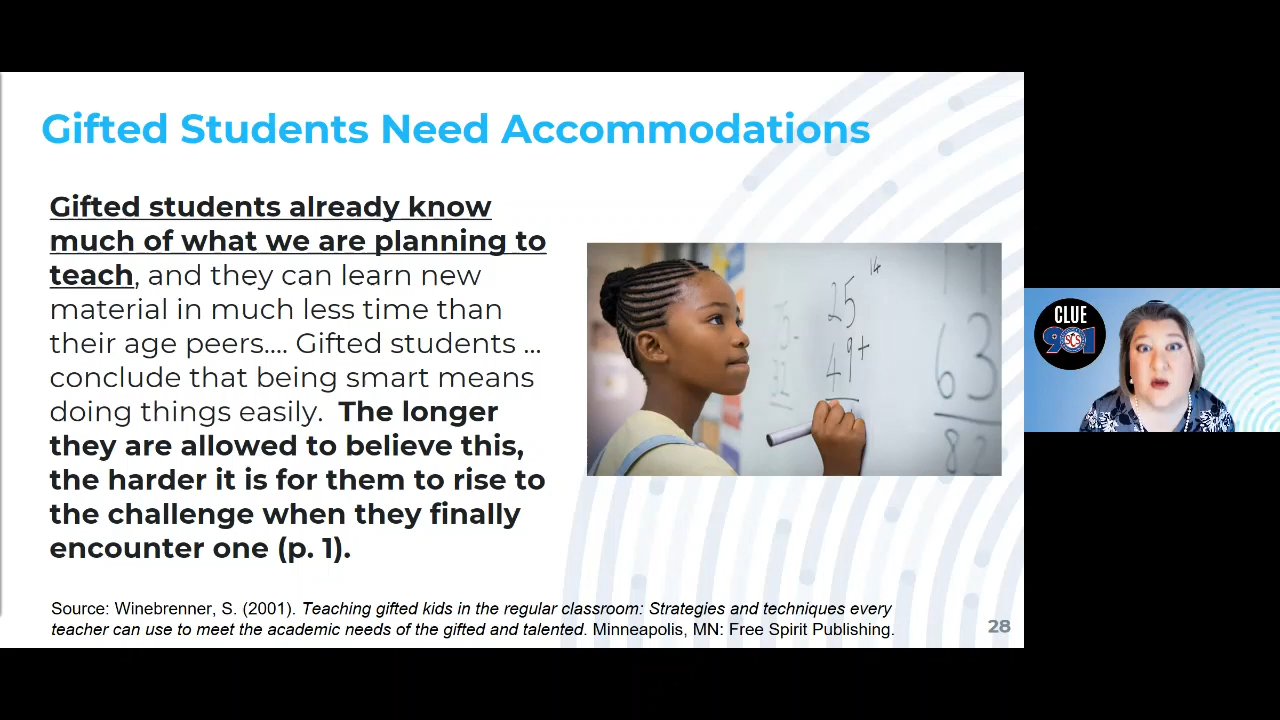 Gifted Students Need Accommodations
Gifted students already know
much of what we are planning to
teach, and they can learn new
material in much less time than
their age peers.... Gifted students ...
conclude that being smart means
doing things easily.  The longer
they are allowed to believe this,
the harder it is for them to rise to
the challenge when they finally
encounter one (p. 1).
14
25
49+
63
82
Source: Winebrenner, S. (2001). Teaching gifted kids in the regular classroom: Strategies and techniques every
teacher can use to meet the academic needs of the gifted and talented. Minneapolis, MN: Free Spirit Publishing.
28
CLUE
901
SCS